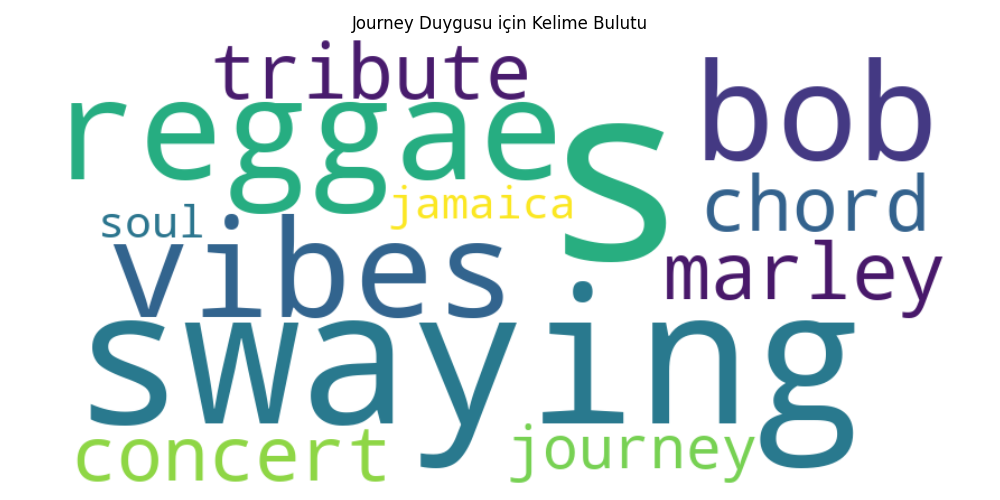 Journey Duygusu için Kelime Bulutu
tribute
bob
reggae
s
chord
jamaica
soul
vibes
marley
swaying
concert
journey